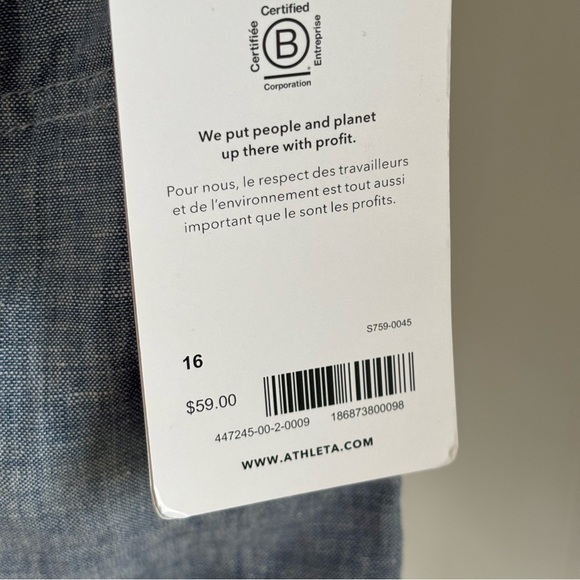 Certified
Certifiée
B
Entreprise
Corporation
We put people and planet
up there with profit.
Pour nous, le respect des travailleurs
et de l'environnement est tout aussi
important que le sont les profits.
S759-0045
16
$59.00
447245-00-2-0009 186873800098
WWW.ATHLETA.COM